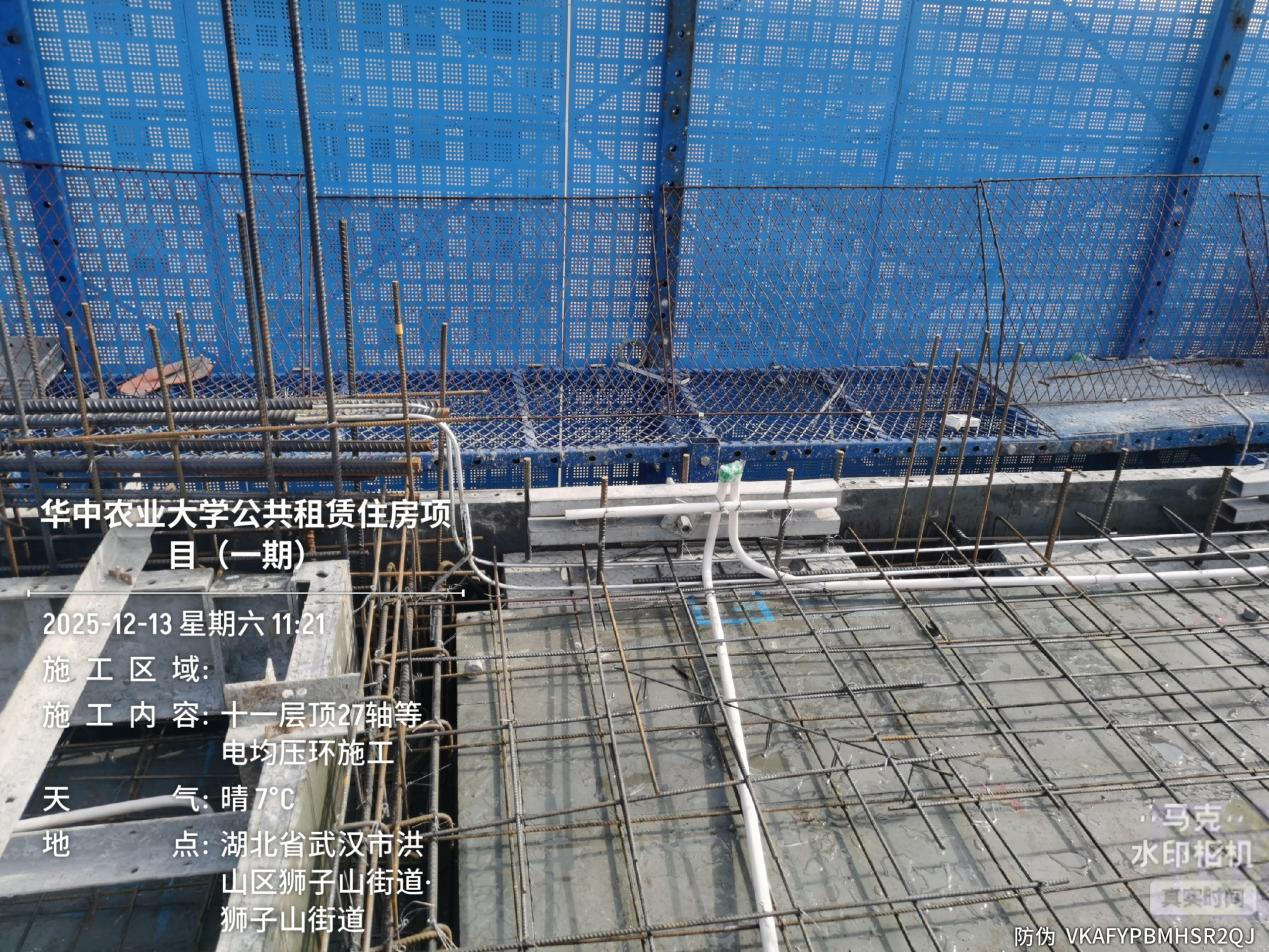 华中农业大学公共租赁住房项
目（一期）
2025-12-13 星期六 11:21
施工区域:
施工内容: 十一层顶27轴等
电均压环施工
天气: 晴 7°C
地点: 湖北省武汉市洪
山区狮子山街道·
狮子山街道
马克
水印相机
真实时间
防伪 VKAFYPBMHSR2QJ